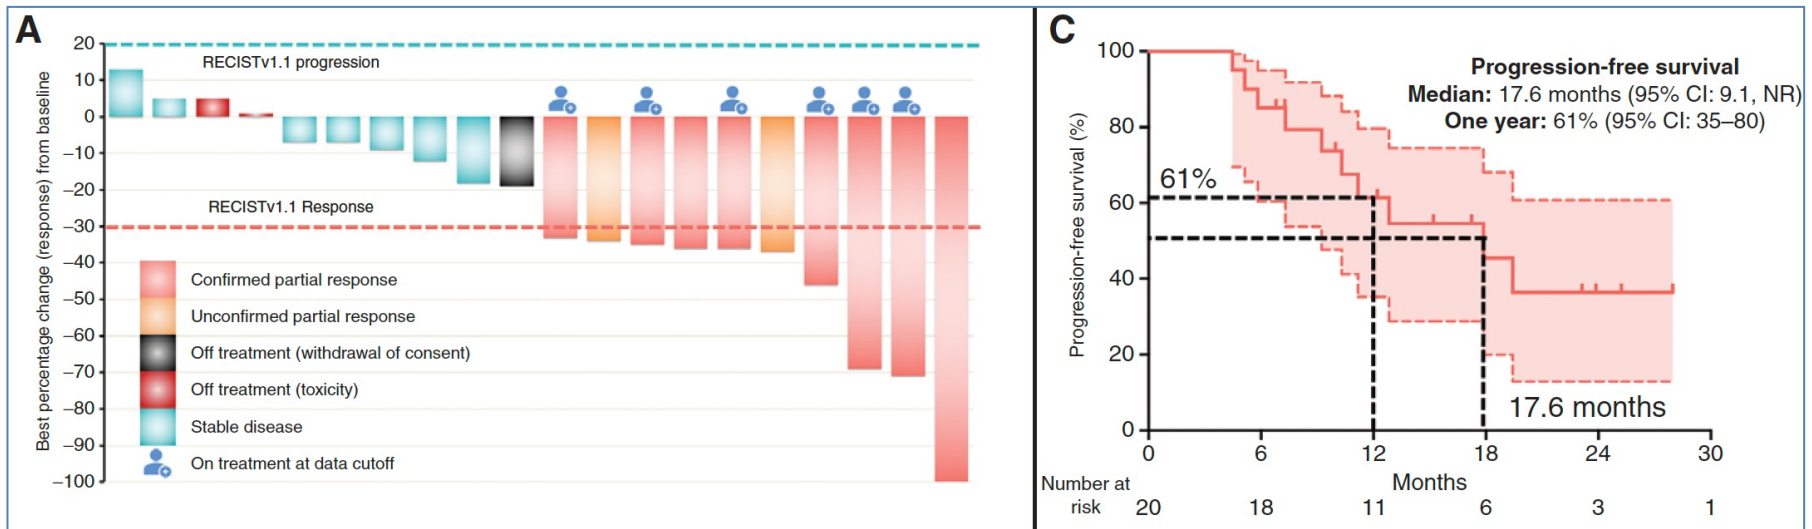 A
Best percentage change (response) from baseline
20
10
0
−10
−20
−30
−40
−50
−60
−70
−80
−90
−100
RECISTv1.1 progression
RECISTv1.1 Response
Confirmed partial response
Unconfirmed partial response
Off treatment (withdrawal of consent)
Off treatment (toxicity)
Stable disease
On treatment at data cutoff
C
Progression-free survival (%)
100
80
60
40
20
0
Progression-free survival
Median: 17.6 months (95% CI: 9.1, NR)
One year: 61% (95% CI: 35–80)
61%
17.6 months
0 6 12 18 24 30
Months
Number at
risk 20 18 11 6 3 1